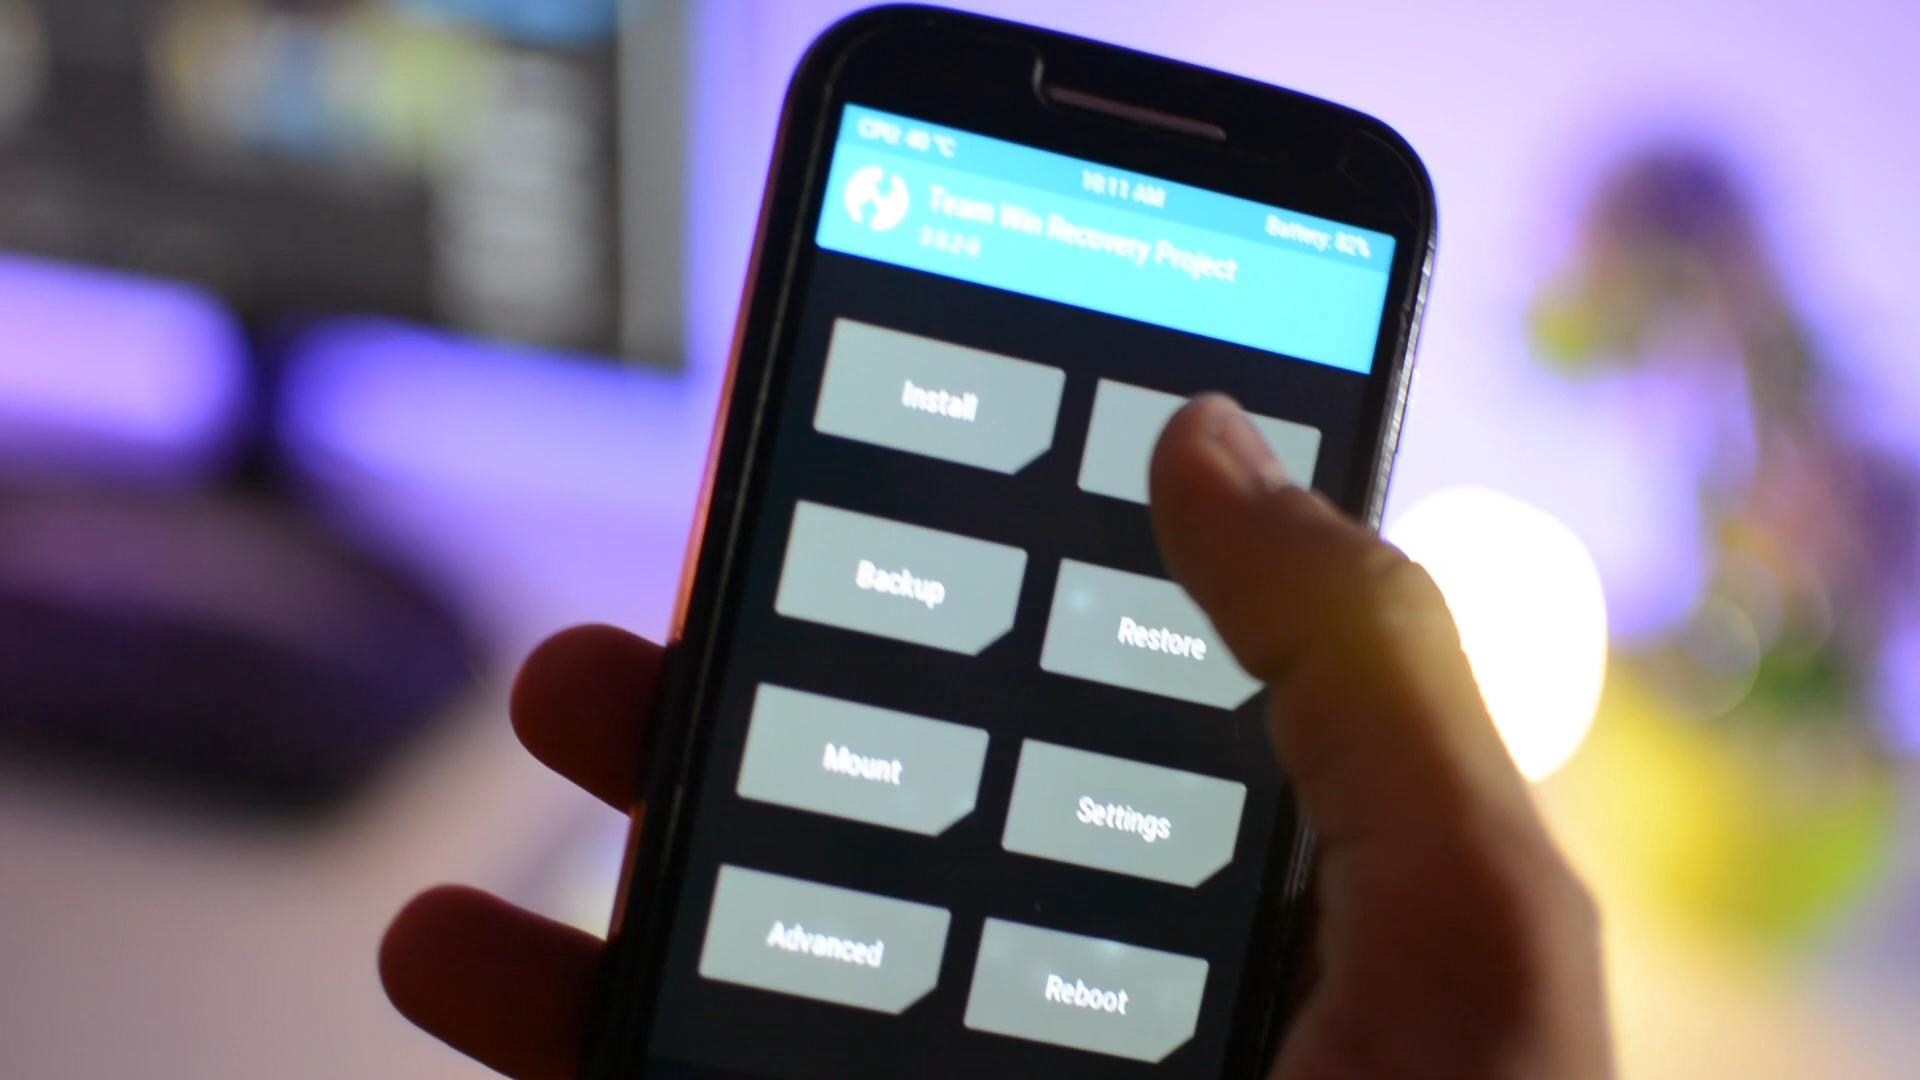 CPU: 40 °C
10:11 AM
Battery: 82%
Team Win Recovery Project
Install
Backup
Restore
Mount
Settings
Advanced
Reboot